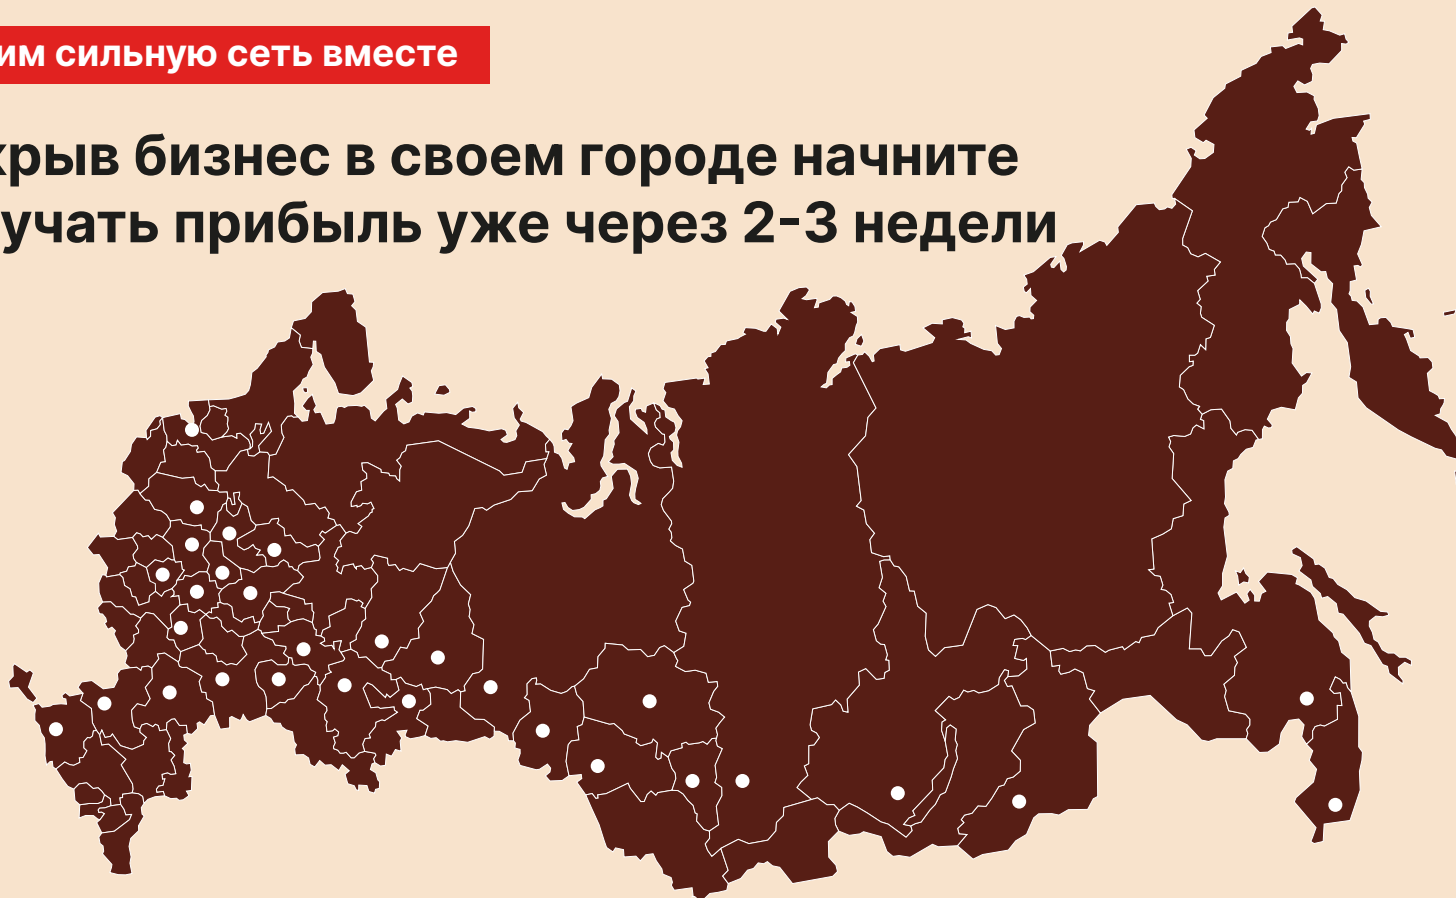 им сильную сеть вместе
крыв бизнес в своем городе начните
учать прибыль уже через 2-3 недели